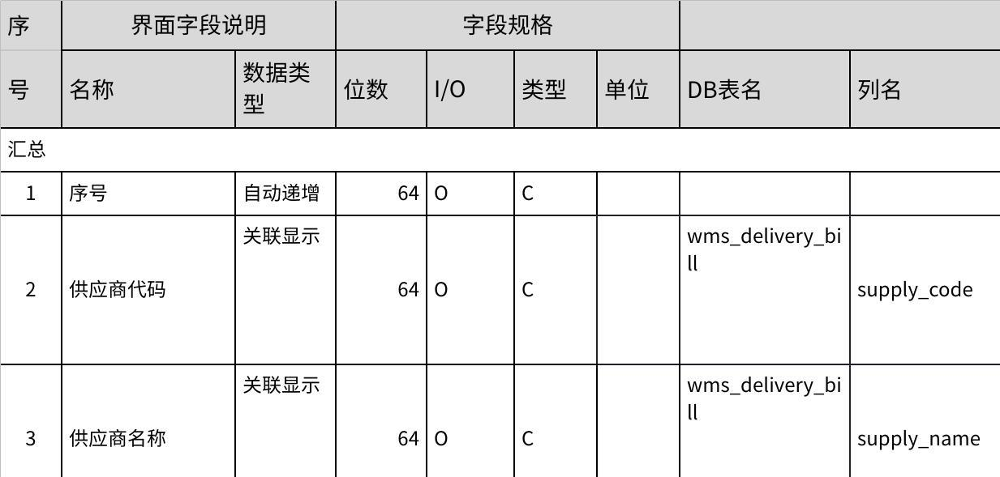 序 界面字段说明 字段规格
号 名称 数据类型 位数 I/O 类型 单位 DB表名 列名
汇总
1 序号 自动递增 64 O C
2 供应商代码 关联显示 64 O C wms_delivery_bill supply_code
3 供应商名称 关联显示 64 O C wms_delivery_bill supply_name